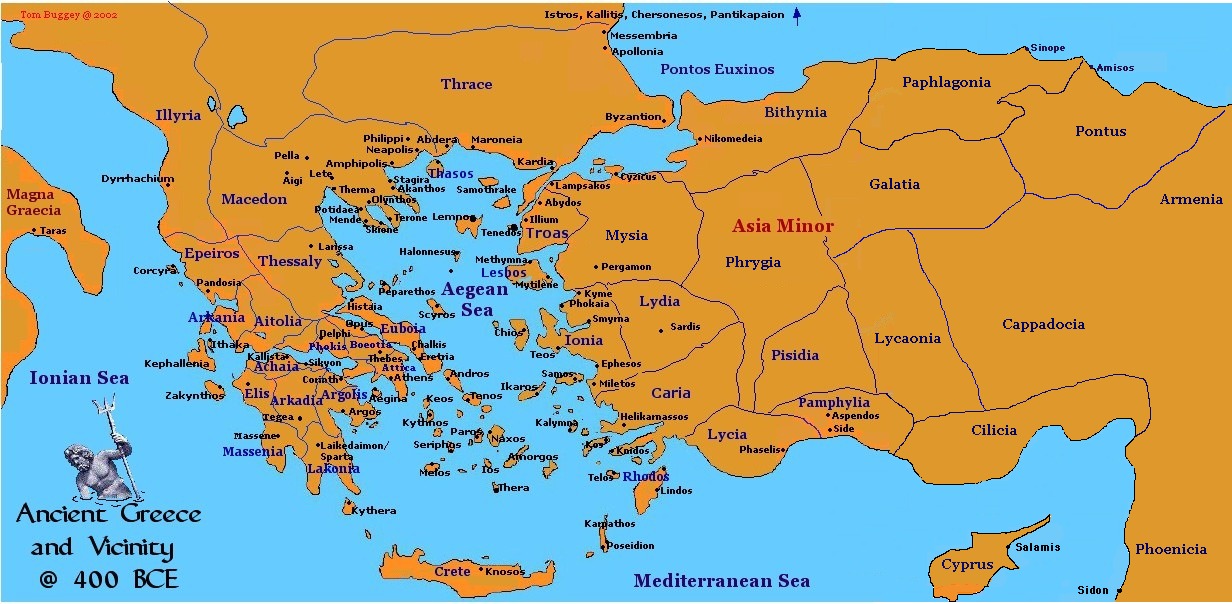 Tom Buggey @ 2002
Istros, Kallitis, Chersonesos, Pantikapaion
Messembria
Apollonia
Pontos Euxinos
Sinope
Amisos
Thrace
Paphlagonia
Illyria
Byzantion
Bithynia
Pontus
Nikomedeia
Philippi
Abdera
Maroneia
Neapolis
Pella
Amphipolis
Kardia
Dyrrhachium
Aigi
Lete
Stagira
Thasos
Cyzicus
Galatia
Therma
Akanthos
Samothrake
Lampsakos
Magna
Graecia
Macedon
Olynthos
Abydos
Armenia
Potidaea
Mende
Terone
Lemnos
Illium
Taras
Skione
Tenedos
Troas
Mysia
Asia Minor
Epeiros
Larissa
Halonnesus
Thessaly
Methymna
Phrygia
Corcyra
Lesbos
Pergamon
Pandosia
Peparethos
Aegean
Sea
Mytilene
Kyme
Histaia
Scyros
Phokaia
Lydia
Arkania
Aitolia
Opus
Euboia
Chios
Smyrna
Sardis
Cappadocia
Ithaka
Delphi
Phokis
Boeotia
Chalkis
Ionia
Lycaonia
Kallista
Sikyon
Thebes
Eretria
Teos
Pisidia
Kephallenia
Achaia
Attica
Ephesos
Ionian Sea
Corinth
Athens
Andros
Samos
Miletos
Zakynthos
Elis
Arkadia
Argolis
Aegina
Keos
Tenos
Ikaros
Caria
Pamphylia
Tegea
Argos
Kythnos
Kalymna
Helikarnassos
Aspendos
Side
Cilicia
Massene
Paros
Naxos
Lycia
Massenia
Laikedaimon/
Sparta
Seriphos
Amorgos
Kos
Knidos
Phaselis
Lakonia
Melos
Ios
Telos
Rhodos
Thera
Lindos
Kythera
Ancient Greece
and Vicinity
@ 400 BCE
Karpathos
Poseidion
Salamis
Phoenicia
Crete
Knosos
Mediterranean Sea
Cyprus
Sidon